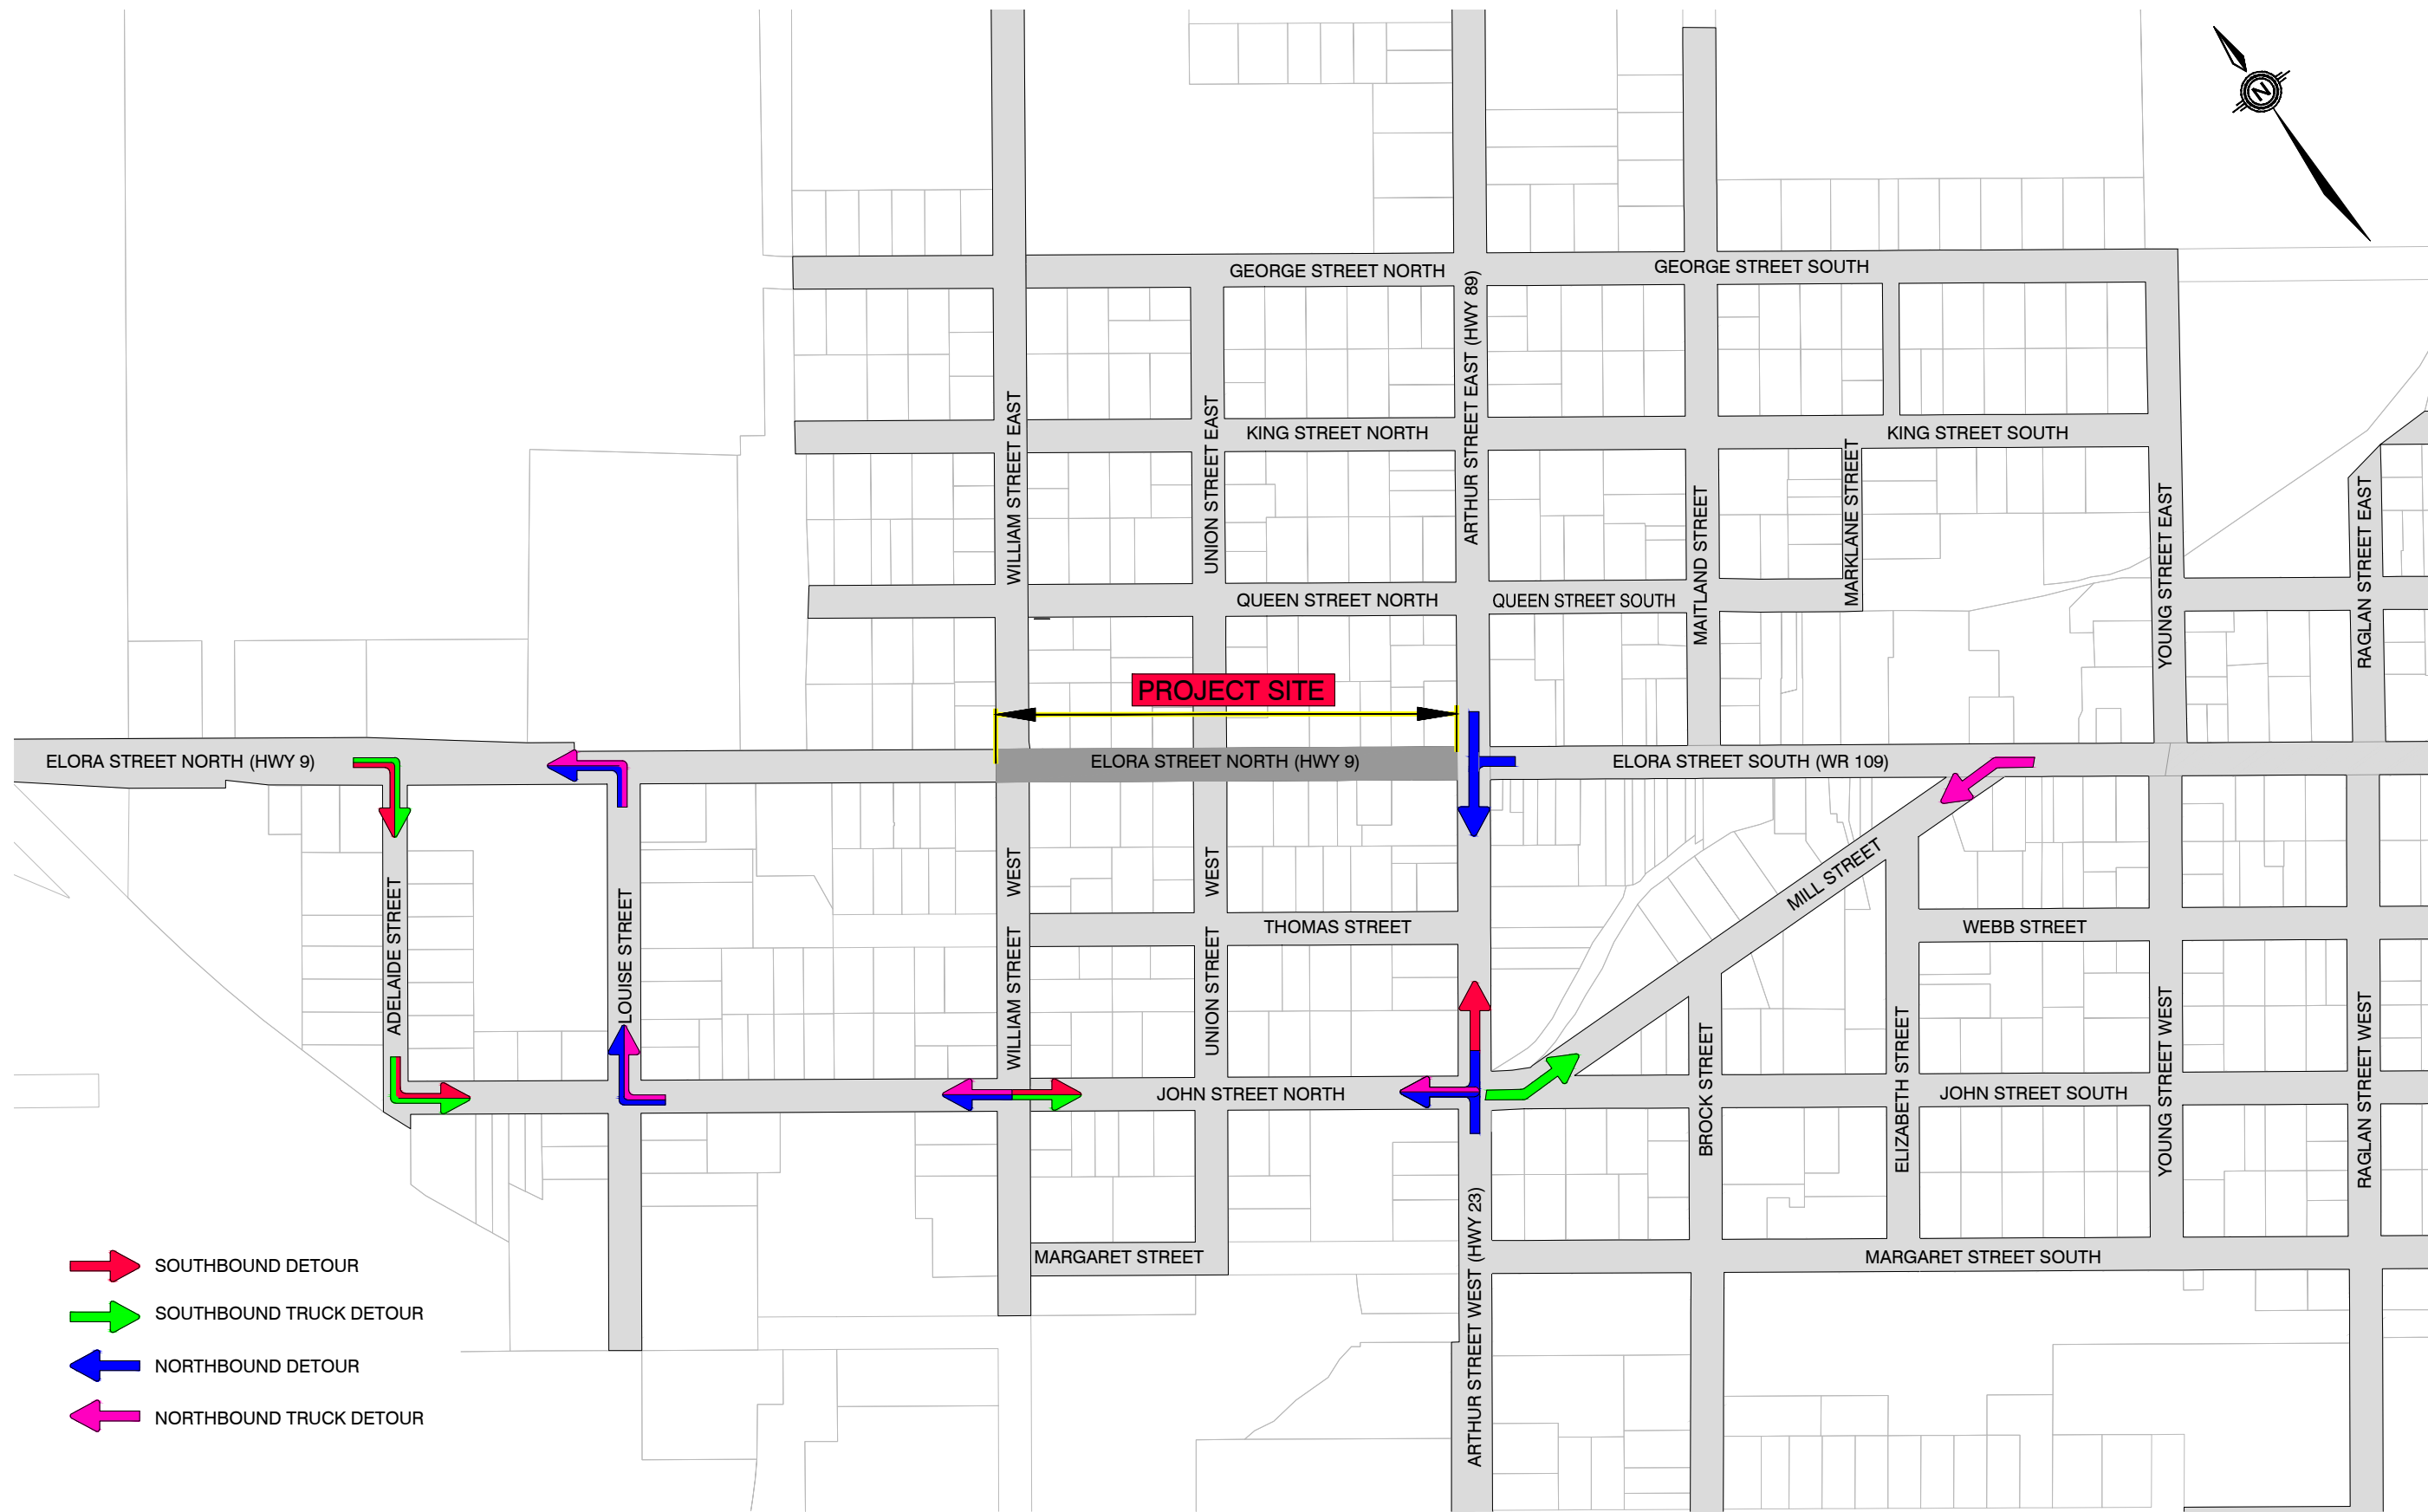 N
GEORGE STREET NORTH
GEORGE STREET SOUTH
ARTHUR STREET EAST (HWY 89)
KING STREET NORTH
KING STREET SOUTH
WILLIAM STREET EAST
UNION STREET EAST
MAITLAND STREET
MARKLANE STREET
YOUNG STREET EAST
RAGLAN STREET EAST
QUEEN STREET NORTH
QUEEN STREET SOUTH
PROJECT SITE
ELORA STREET NORTH (HWY 9)
ELORA STREET NORTH (HWY 9)
ELORA STREET SOUTH (WR 109)
ADELAIDE STREET
LOUISE STREET
WILLIAM STREET WEST
UNION STREET WEST
THOMAS STREET
MILL STREET
WEBB STREET
JOHN STREET NORTH
JOHN STREET SOUTH
BROCK STREET
ELIZABETH STREET
YOUNG STREET WEST
RAGLAN STREET WEST
MARGARET STREET
MARGARET STREET SOUTH
ARTHUR STREET WEST (HWY 23)
SOUTHBOUND DETOUR
SOUTHBOUND TRUCK DETOUR
NORTHBOUND DETOUR
NORTHBOUND TRUCK DETOUR